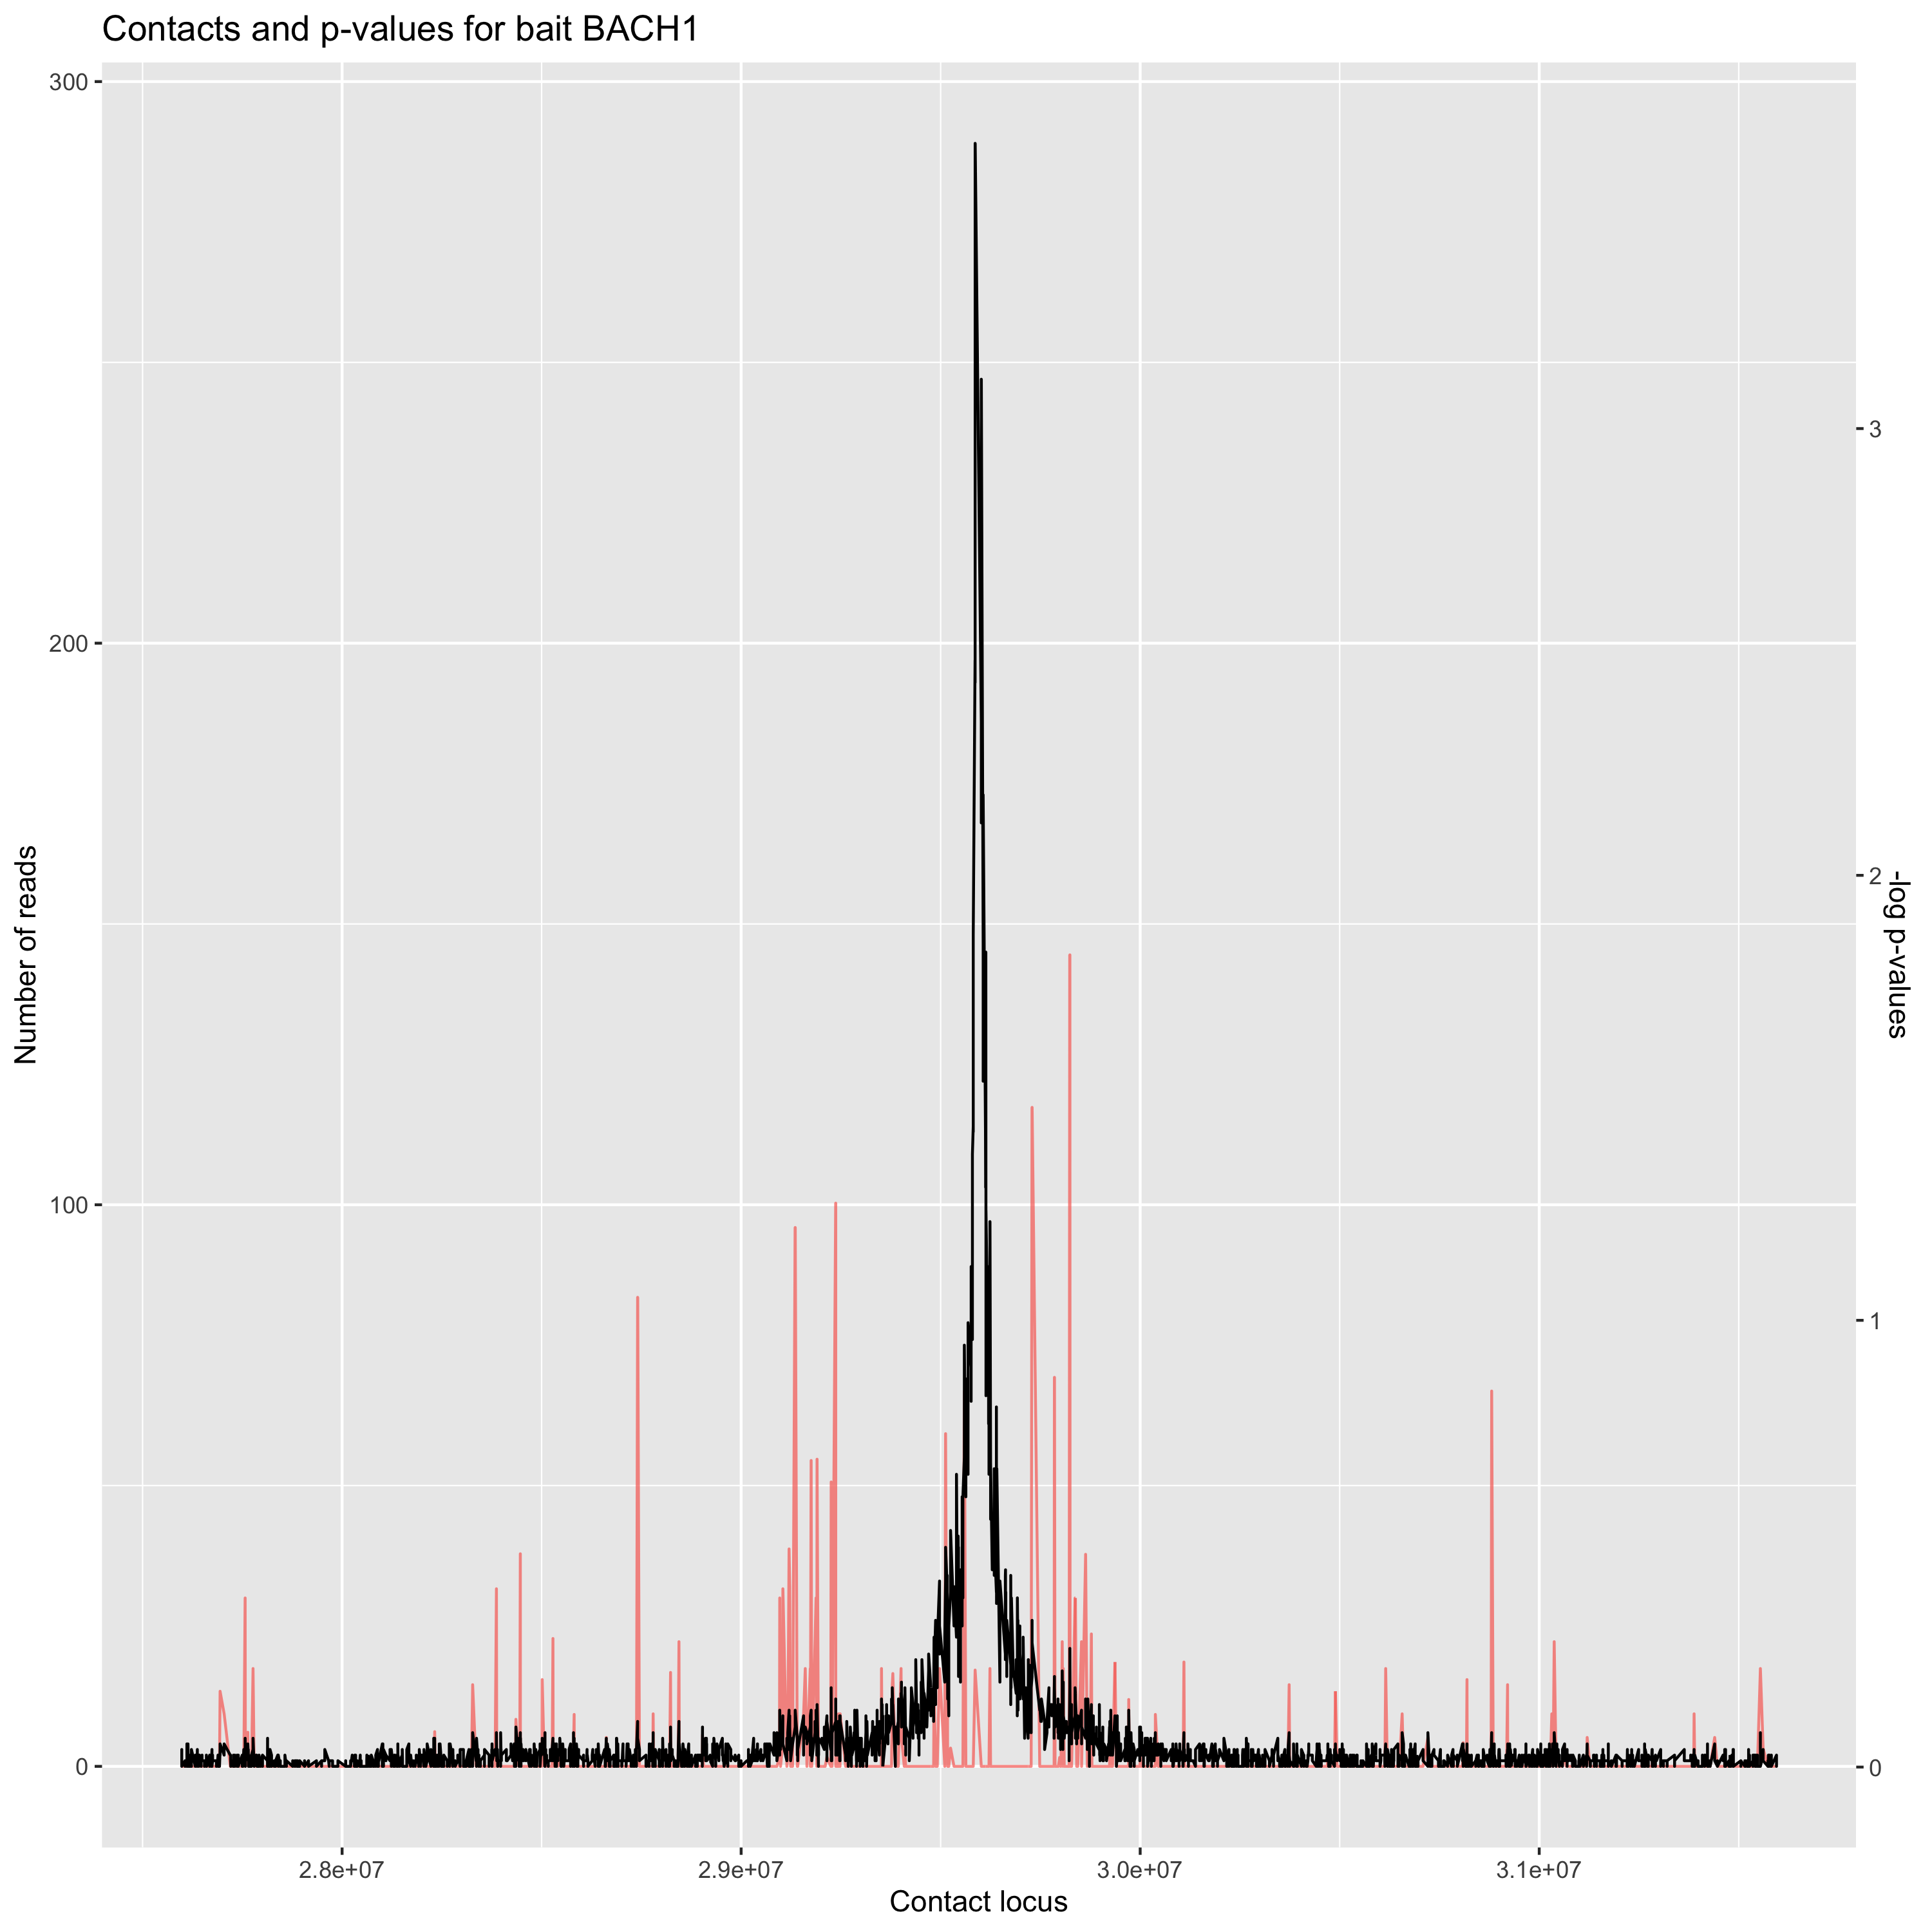 Contacts and p-values for bait BACH1
300
200
100
0
Number of reads
3
2
1
0
-log p-values
2.8e+07
2.9e+07
3.0e+07
3.1e+07
Contact locus